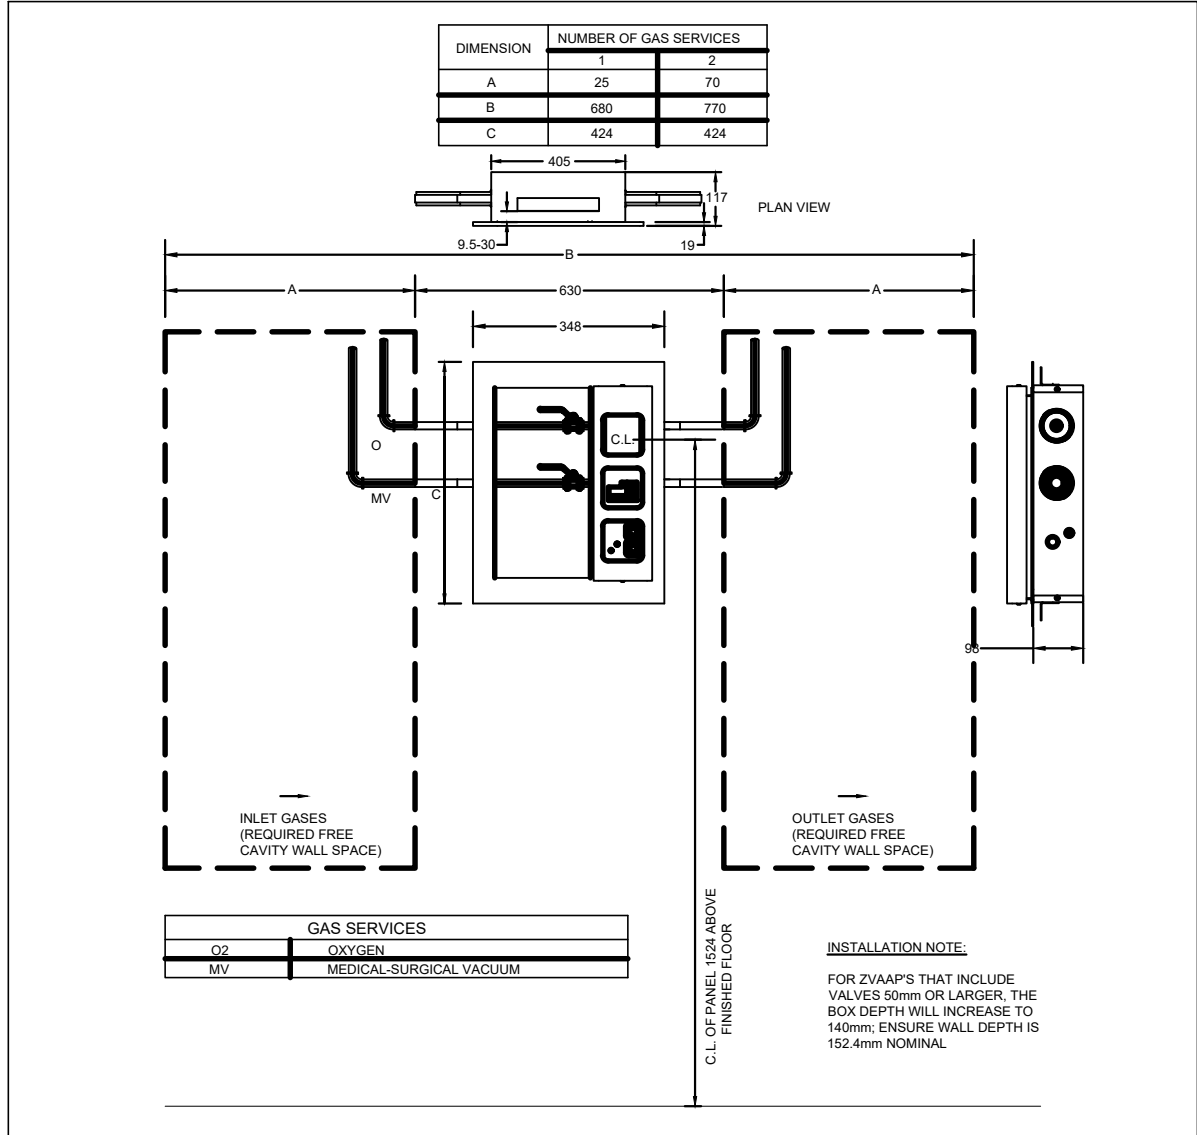 DIMENSION NUMBER OF GAS SERVICES
1 2
A 25 70
B 680 770
C 424 424
405
117
PLAN VIEW
9.5-30
19
B
A 630 A
348
C.L.
O
MV
C
98
INLET GASES
(REQUIRED FREE
CAVITY WALL SPACE)
OUTLET GASES
(REQUIRED FREE
CAVITY WALL SPACE)
C.L. OF PANEL 1524 ABOVE
FINISHED FLOOR
GAS SERVICES
O2 OXYGEN
MV MEDICAL-SURGICAL VACUUM
INSTALLATION NOTE:
FOR ZVAAP'S THAT INCLUDE
VALVES 50mm OR LARGER, THE
BOX DEPTH WILL INCREASE TO
140mm; ENSURE WALL DEPTH IS
152.4mm NOMINAL